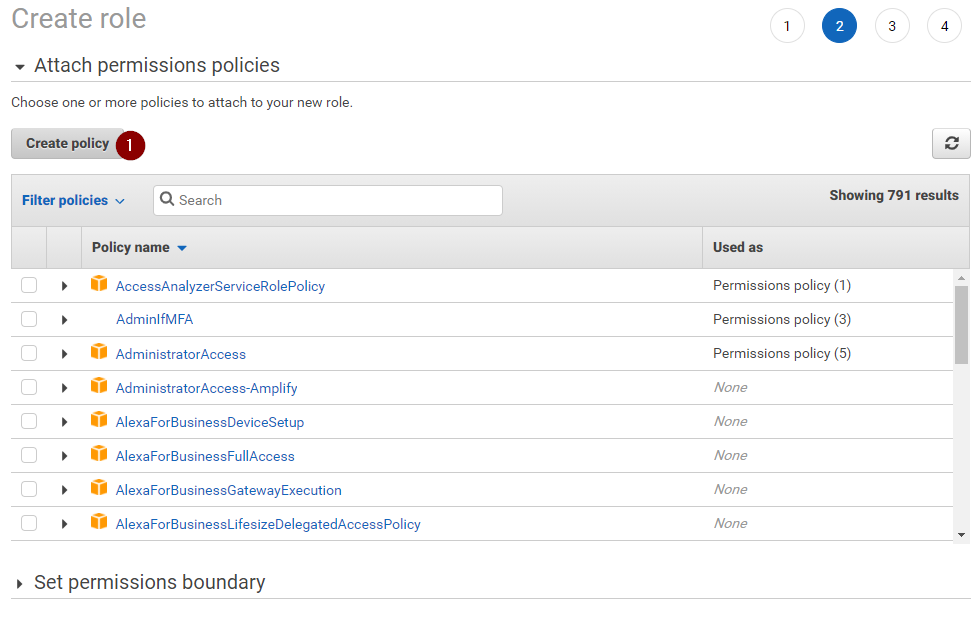 Create role
1 2 3 4
Attach permissions policies
Choose one or more policies to attach to your new role.
Create policy 1
Filter policies Search Showing 791 results
Policy name Used as
AccessAnalyzerServiceRolePolicy Permissions policy (1)
AdminIfMFA Permissions policy (3)
AdministratorAccess Permissions policy (5)
AdministratorAccess-Amplify None
AlexaForBusinessDeviceSetup None
AlexaForBusinessFullAccess None
AlexaForBusinessGatewayExecution None
AlexaForBusinessLifesizeDelegatedAccessPolicy None
Set permissions boundary